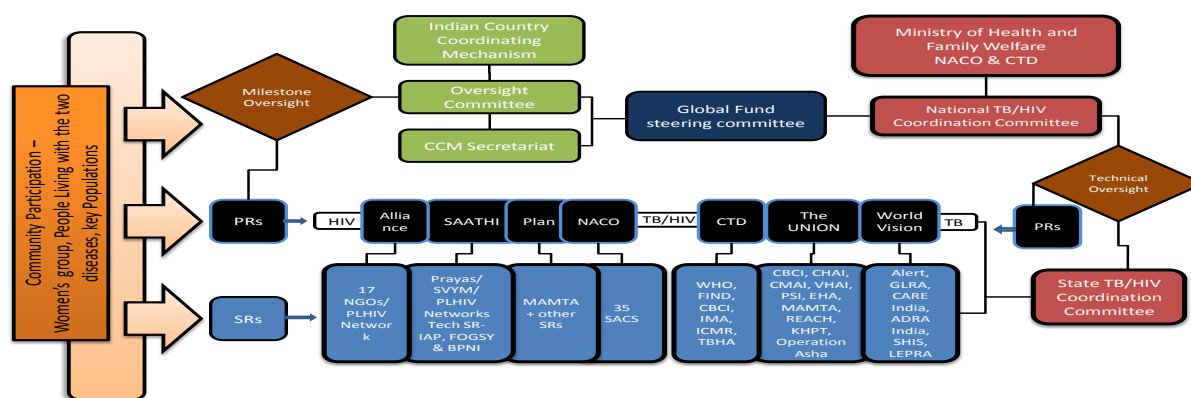 Community Participation –
Women's group, People Living with the two
diseases, key Populations
Milestone
Oversight
Indian Country
Coordinating
Mechanism
Oversight
Committee
CCM Secretariat
Global Fund
steering committee
Ministry of Health and
Family Welfare
NACO & CTD
National TB/HIV
Coordination Committee
Technical
Oversight
PRs
HIV
Allia
nce
SAATHI
Plan
NACO
TB/HIV
CTD
The
UNION
World
Vision
TB
PRs
SRs
17
NGOs/
PLHIV
Networ
k
Prayas/
SVYM/
PLHIV
Networks
Tech SR-
IAP, FOGSY
& BPNI
MAMTA
+ other
SRs
35
SACS
WHO,
FIND,
CBCI,
IMA,
ICMR,
TBHA
CBCI, CHAI,
CMAI, VHAI,
PSI, EHA,
MAMTA,
REACH,
KHPT,
Operation
Asha
Alert,
GLRA,
CARE
India,
ADRA
India,
SHIS,
LEPRA
State TB/HIV
Coordination
Committee